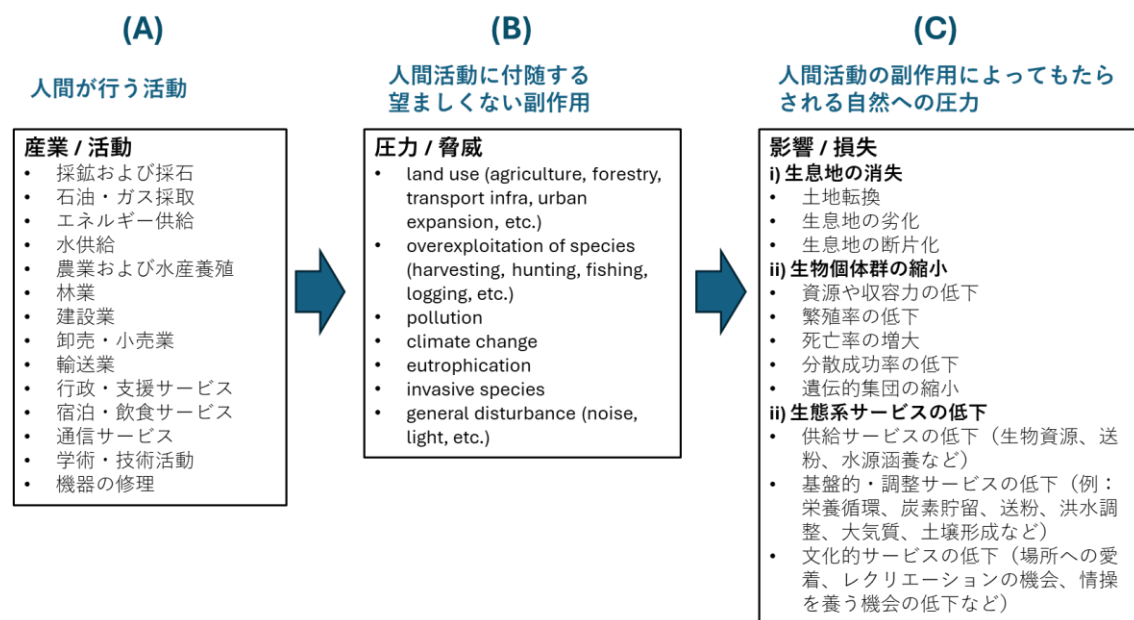 (A)
人間が行う活動
産業 / 活動
• 採鉱および採石
• 石油・ガス採取
• エネルギー供給
• 水供給
• 農業および水産養殖
• 林業
• 建設業
• 卸売・小売業
• 輸送業
• 行政・支援サービス
• 宿泊・飲食サービス
• 通信サービス
• 学術・技術活動
• 機器の修理
(B)
人間活動に付随する
望ましくない副作用
圧力 / 脅威
• land use (agriculture, forestry,
transport infra, urban
expansion, etc.)
• overexploitation of species
(harvesting, hunting, fishing,
logging, etc.)
• pollution
• climate change
• eutrophication
• invasive species
• general disturbance (noise,
light, etc.)
(C)
人間活動の副作用によってもたら
される自然への圧力
影響 / 損失
i) 生息地の消失
• 土地転換
• 生息地の劣化
• 生息地の断片化
ii) 生物個体群の縮小
• 資源や収容力の低下
• 繁殖率の低下
• 死亡率の増大
• 分散成功率の低下
• 遺伝的集団の縮小
ii) 生態系サービスの低下
• 供給サービスの低下（生物資源、送
粉、水源涵養など）
• 基盤的・調整サービスの低下（例：
栄養循環、炭素貯留、送粉、洪水調
整、大気質、土壌形成など）
• 文化的サービスの低下（場所への愛
着、レクリエーションの機会、情操
を養う機会の低下など）